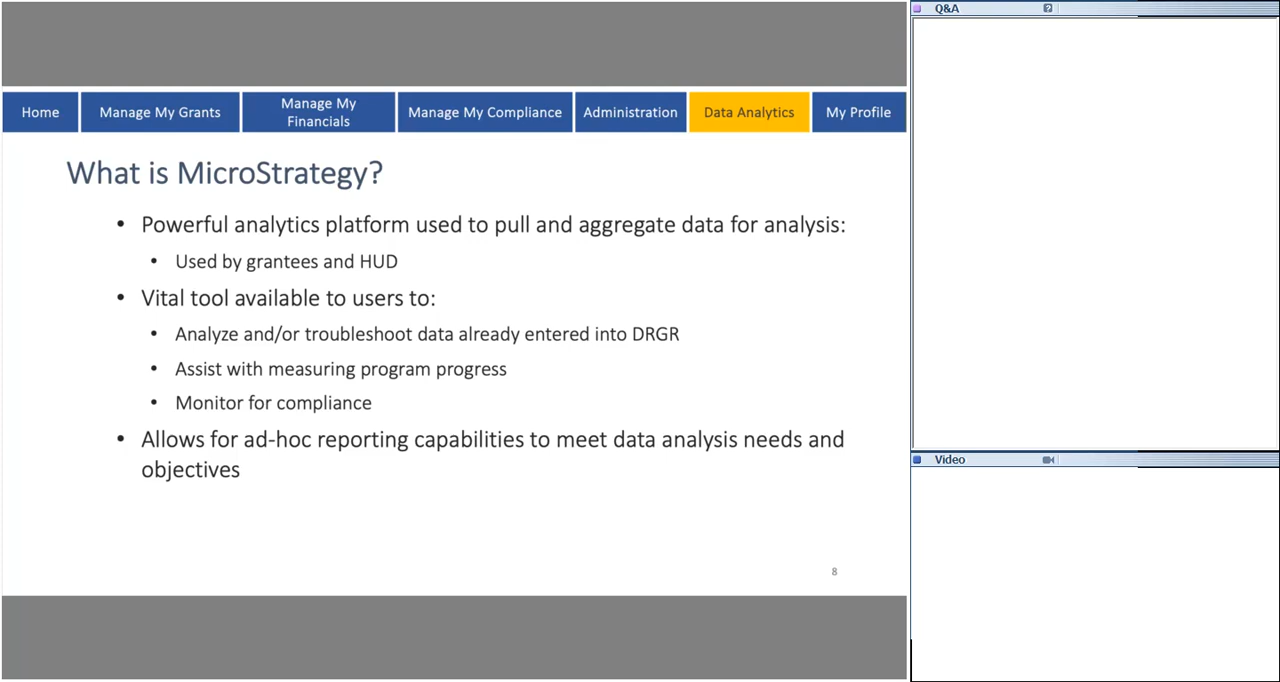 Home
Manage My Grants
Manage My
Financials
Manage My Compliance
Administration
Data Analytics
My Profile
What is MicroStrategy?
• Powerful analytics platform used to pull and aggregate data for analysis:
• Used by grantees and HUD
• Vital tool available to users to:
• Analyze and/or troubleshoot data already entered into DRGR
• Assist with measuring program progress
• Monitor for compliance
• Allows for ad-hoc reporting capabilities to meet data analysis needs and
objectives
8
Q&A
?
Video